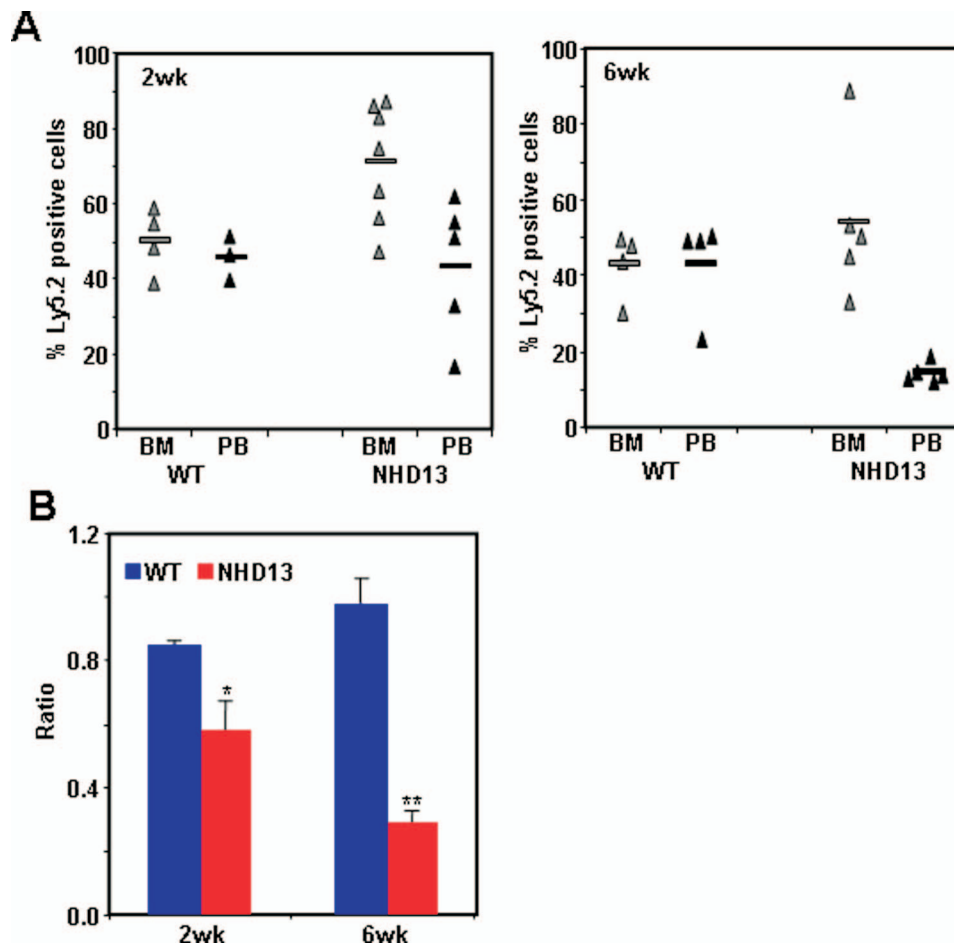 A
100
80
60
40
20
0
% Ly5.2 positive cells
2wk
BM PB BM PB
WT NHD13
100
80
60
40
20
0
% Ly5.2 positive cells
6wk
BM PB BM PB
WT NHD13
B
1.2
0.8
0.4
0.0
Ratio
WT NHD13
*
**
2wk 6wk